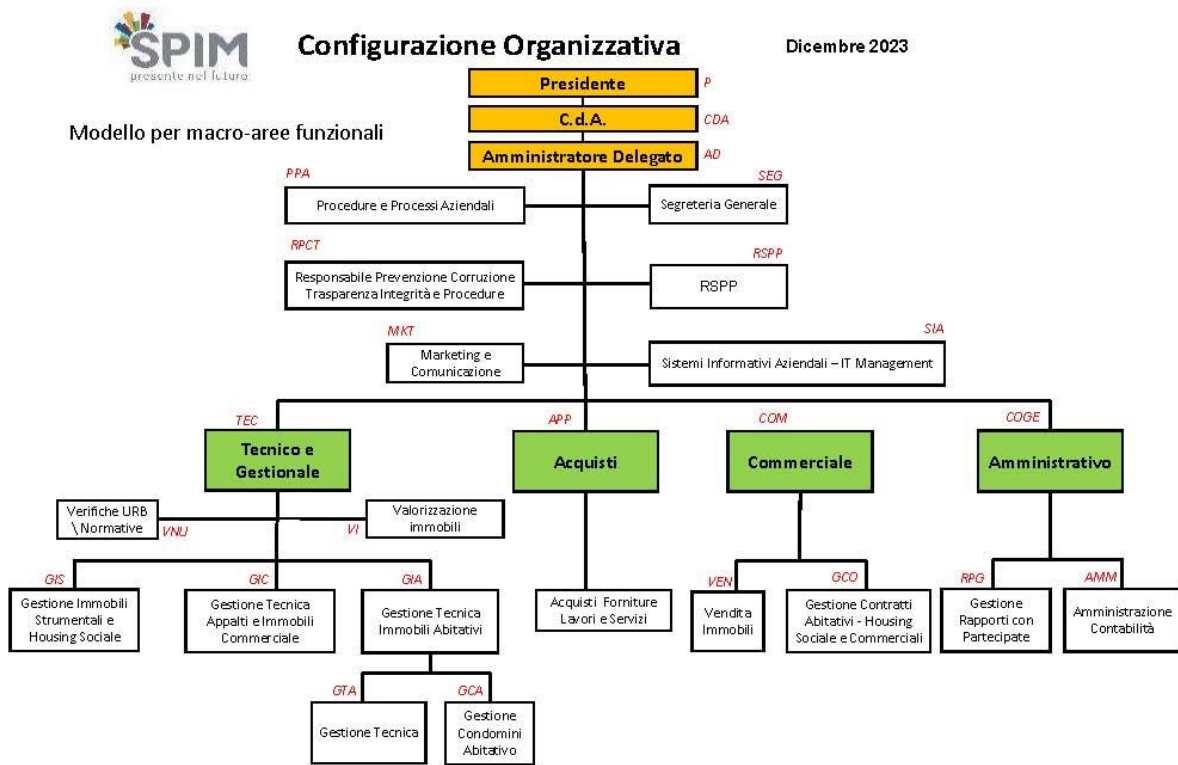 SPIM
presente nel futuro
Configurazione Organizzativa
Dicembre 2023
Modello per macro-aree funzionali
Presidente
P
C.d.A.
CDA
Amministratore Delegato
AD
PPA
SEG
Procedure e Processi Aziendali
Segreteria Generale
RPCT
RSPP
Responsabile Prevenzione Corruzione
Trasparenza Integrità e Procedure
RSPP
MKT
SIA
Marketing e
Comunicazione
Sistemi Informativi Aziendali – IT Management
TEC
APP
COM
COGE
Tecnico e
Gestionale
Acquisti
Commerciale
Amministrativo
Verifiche URB
\ Normative
VNU
VI
Valorizzazione
immobili
GIS
GIC
GIA
VEN
GCO
RPG
AMM
Gestione Immobili
Strumentali e
Housing Sociale
Gestione Tecnica
Appalti e Immobili
Commerciale
Gestione Tecnica
Immobili Abitativi
Acquisti Forniture
Lavori e Servizi
Vendita
Immobili
Gestione Contratti
Abitativi - Housing
Sociale e Commerciali
Gestione
Rapporti con
Partecipate
Amministrazione
Contabilità
GTA
GCA
Gestione Tecnica
Gestione
Condomini
Abitativo